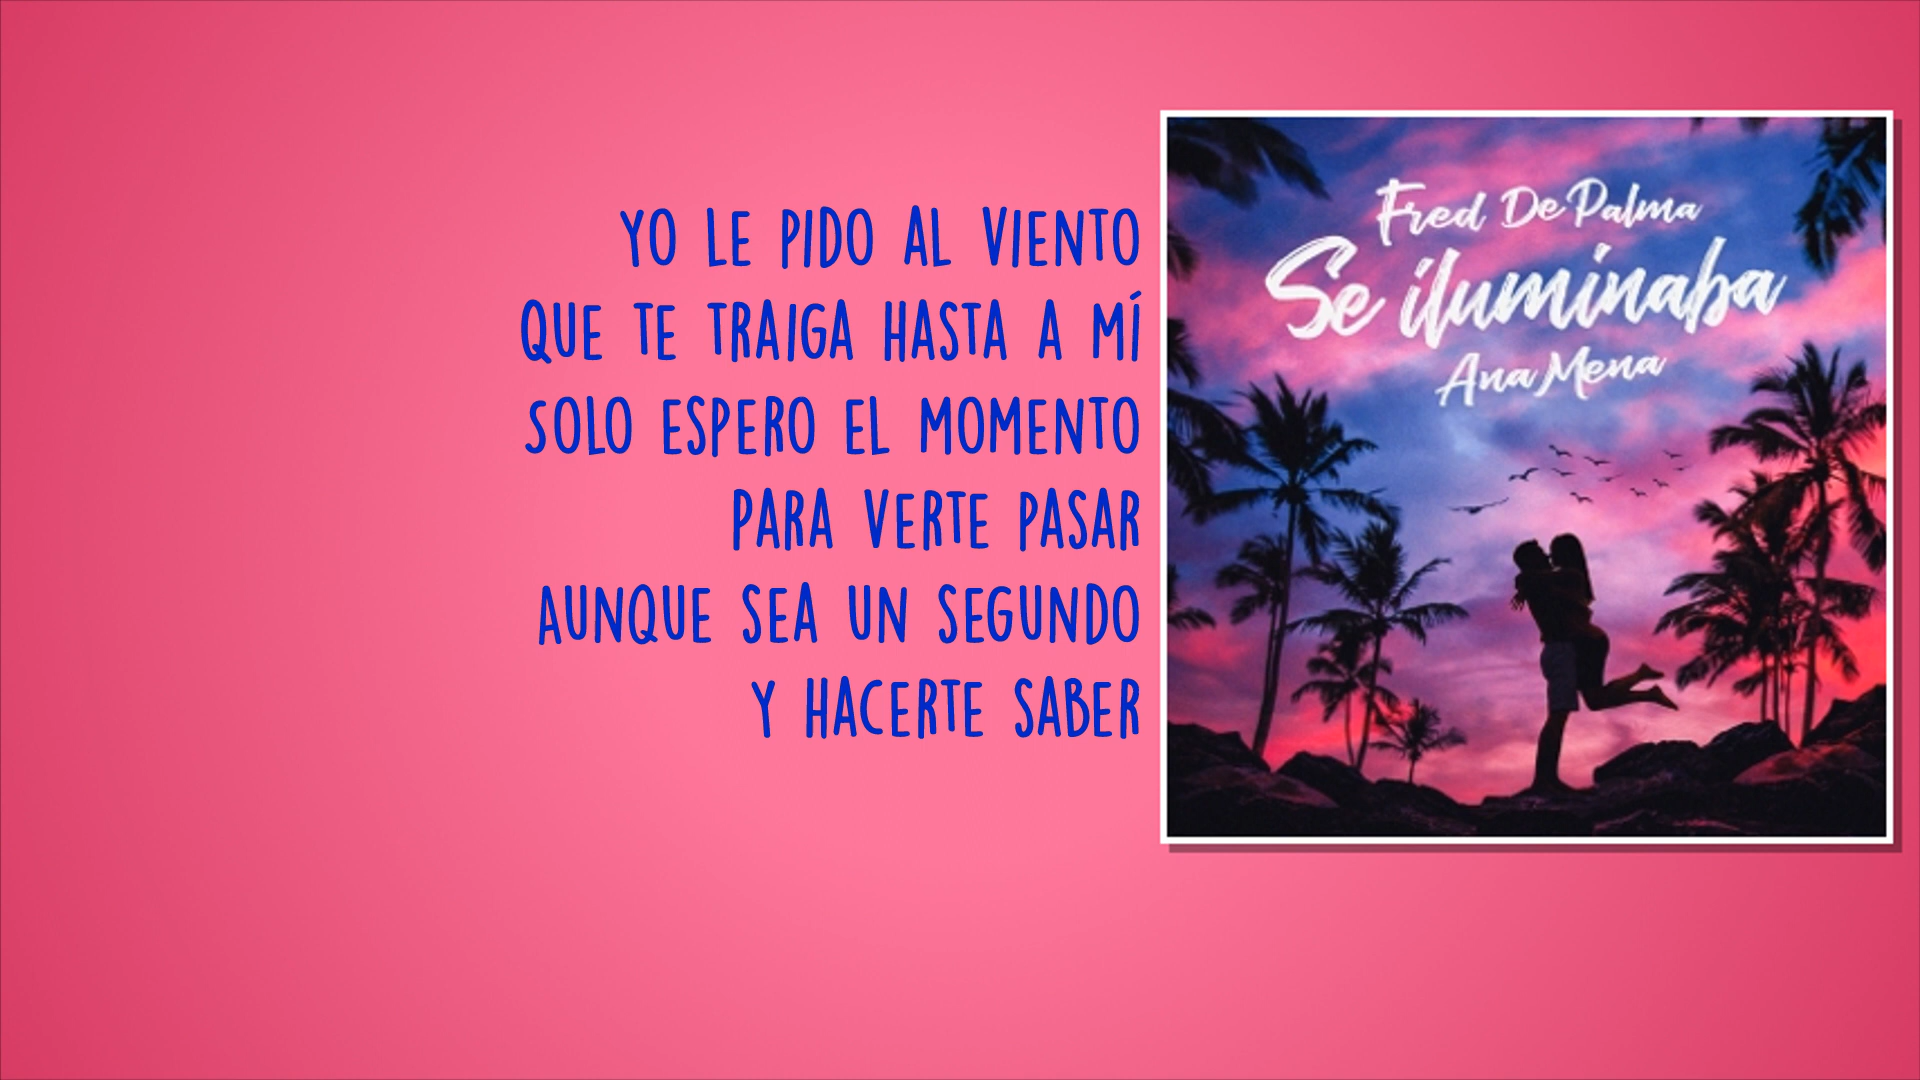 YO LE PIDO AL VIENTO
QUE TE TRAIGA HASTA A MÍ
SOLO ESPERO EL MOMENTO
PARA VERTE PASAR
AUNQUE SEA UN SEGUNDO
Y HACERTE SABER
Fred De Palma
Se iluminaba
Ana Mena